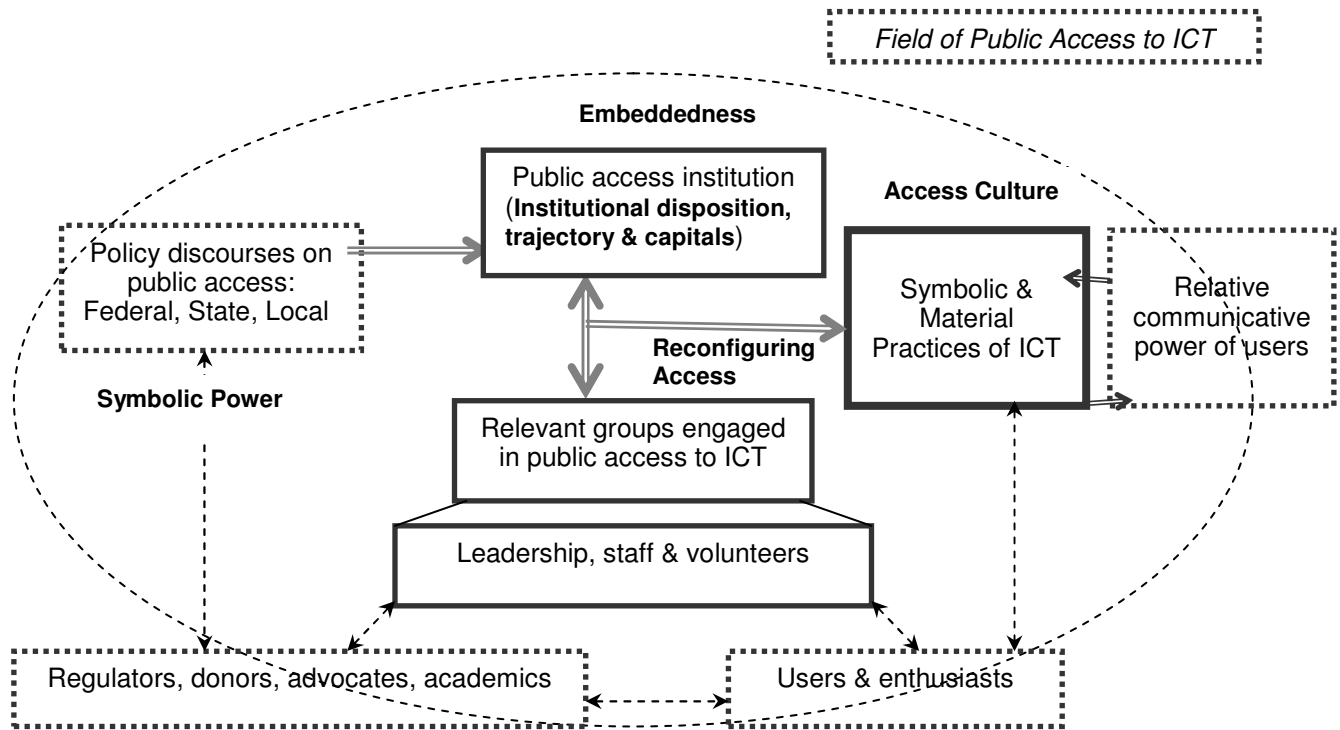 Field of Public Access to ICT
Embeddedness
Public access institution
(Institutional disposition,
trajectory & capitals)
Access Culture
Policy discourses on
public access:
Federal, State, Local
Symbolic &
Material
Practices of ICT
Relative
communicative
power of users
Reconfiguring
Access
Symbolic Power
Relevant groups engaged
in public access to ICT
Leadership, staff & volunteers
Regulators, donors, advocates, academics
Users & enthusiasts